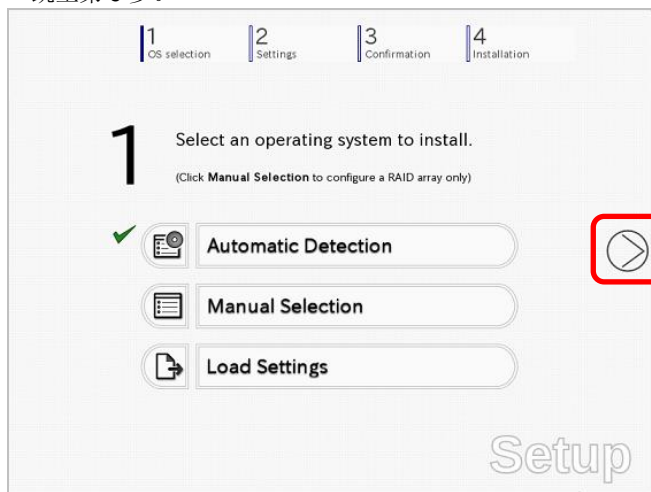 1 2 3 4
OS selection Settings Confirmation Installation
1 Select an operating system to install.
(Click Manual Selection to configure a RAID array only)
Automatic Detection
Manual Selection
Load Settings
Setup